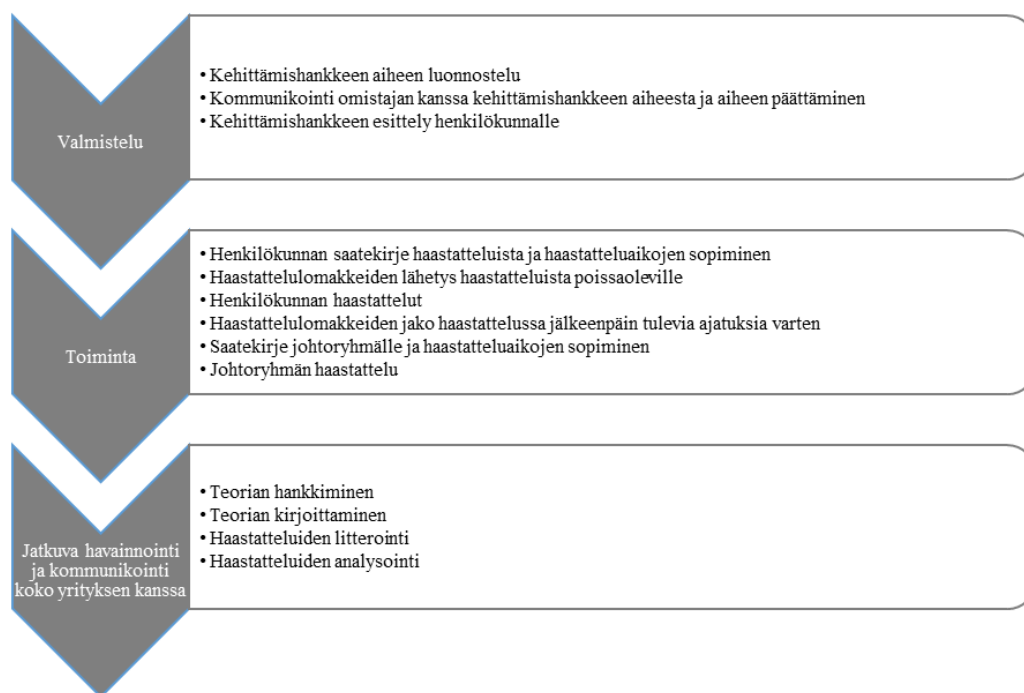 Valmistelu
• Kehittämishankkeen aiheen luonnostelu
• Kommunikointi omistajan kanssa kehittämishankkeen aiheesta ja aiheen päättäminen
• Kehittämishankkeen esittely henkilökunnalle
Toiminta
• Henkilökunnan saatekirje haastatteluista ja haastatteluaikojen sopiminen
• Haastattelulomakkeiden lähetys haastatteluista poissaoleville
• Henkilökunnan haastattelut
• Haastattelulomakkeiden jako haastattelussa jälkeenpäin tulevia ajatuksia varten
• Saatekirje johtoryhmälle ja haastatteluaikojen sopiminen
• Johtoryhmän haastattelu
Jatkuva havainnointi
ja kommunikointi
koko yrityksen kanssa
• Teorian hankkiminen
• Teorian kirjoittaminen
• Haastatteluiden litterointi
• Haastatteluiden analysointi